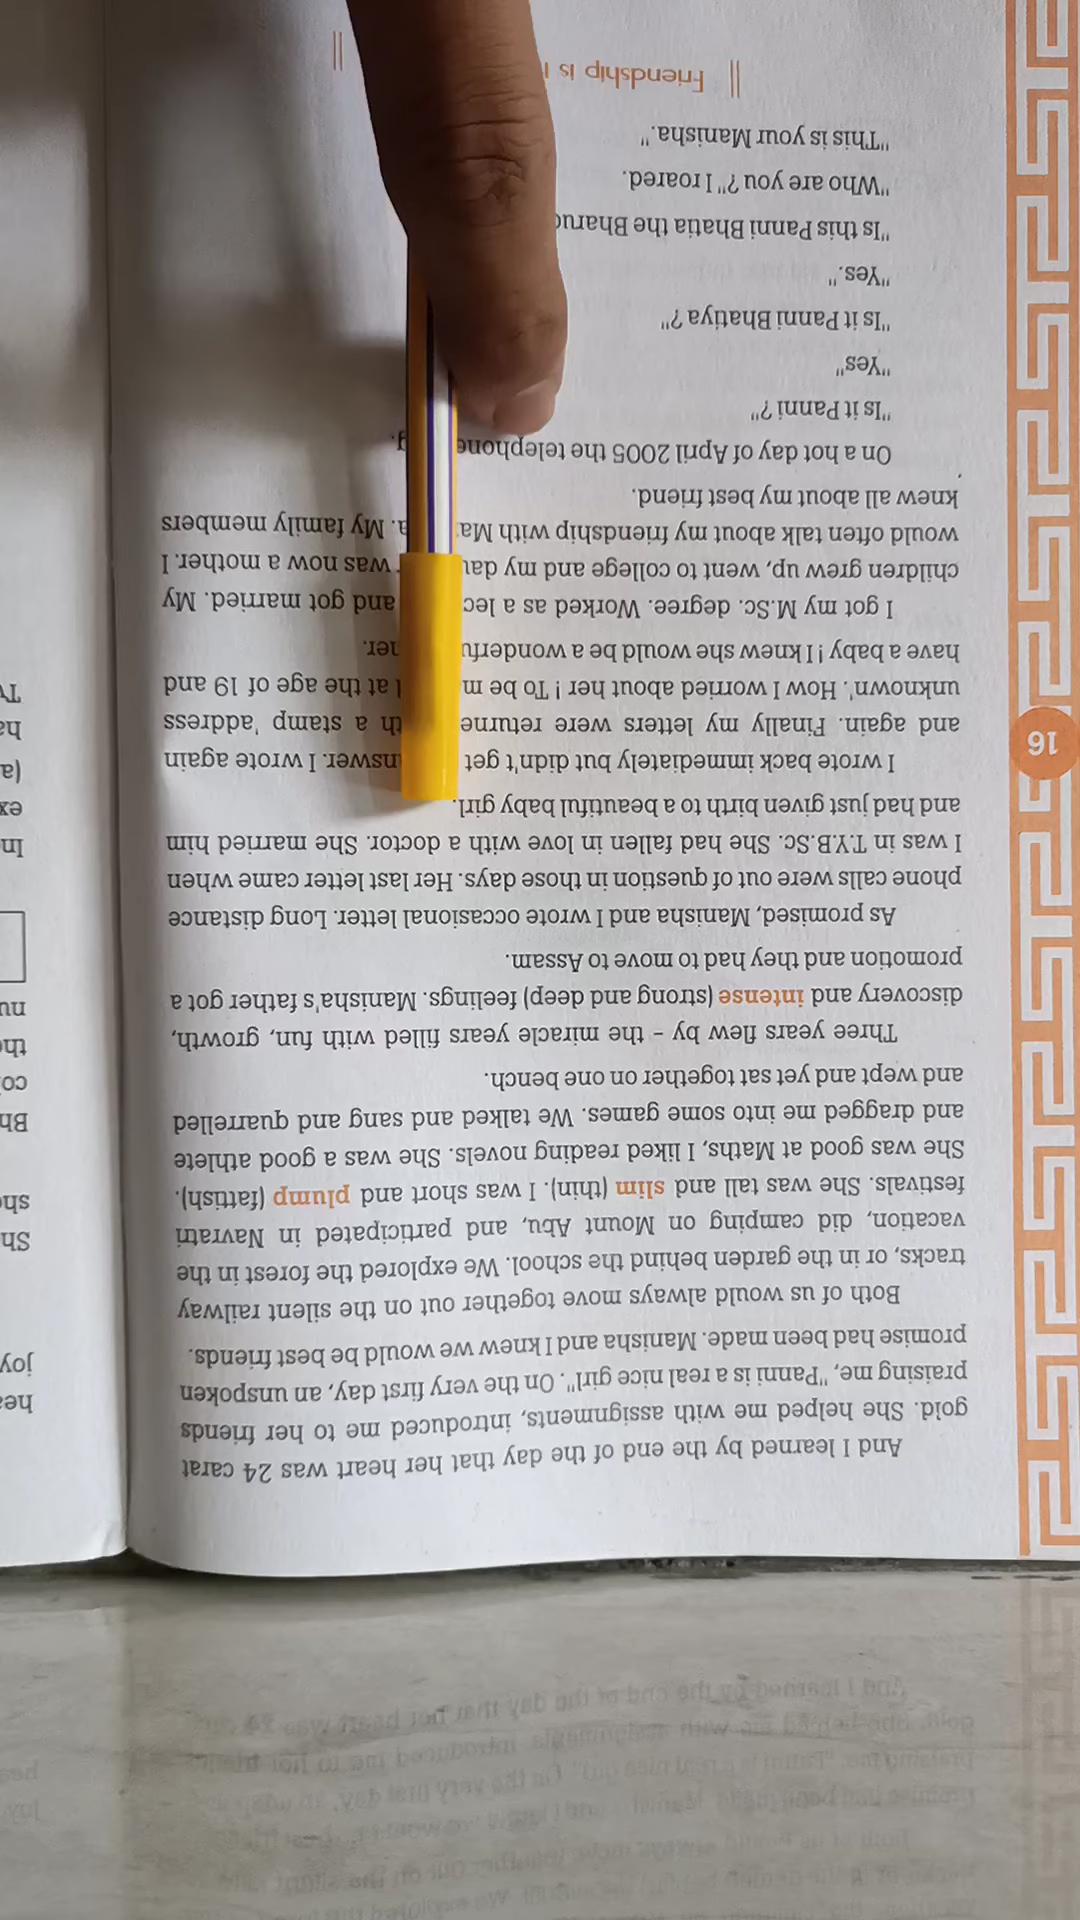 And I learned by the end of the day that her heart was 24 carat
gold. She helped me with assignments, introduced me to her friends
praising me, "Panni is a real nice girl". On the very first day, an unspoken
promise had been made. Manisha and I knew we would be best friends.
Both of us would always move together out on the silent railway
tracks, or in the garden behind the school. We explored the forest in the
vacation, did camping on Mount Abu, and participated in Navratri
festivals. She was tall and slim (thin). I was short and plump (fattish).
She was good at Maths, I liked reading novels. She was a good athlete
and dragged me into some games. We talked and sang and quarrelled
and wept and yet sat together on one bench.
Three years flew by - the miracle years filled with fun, growth,
discovery and intense (strong and deep) feelings. Manisha's father got a
promotion and they had to move to Assam.
As promised, Manisha and I wrote occasional letter. Long distance
phone calls were out of question in those days. Her last letter came when
I was in T.Y.B.Sc. She had fallen in love with a doctor. She married him
and had just given birth to a beautiful baby girl.
I wrote back immediately but didn't get I wrote again
and again. Finally my letters were a stamp 'address
unknown'. How I worried about her ! To be at the age of 19 and
have a baby ! I knew she would be a
I got my M.Sc. degree. Worked as a and got married. My
children grew up, went to college and my was now a mother. I
would often talk about my friendship with My family members
knew all about my best friend.
On a hot day of April 2005 the
"Is it Panni ?"
"Yes"
"Is it Panni Bhatiya ?"
"Yes."
"Is this Panni Bhatia the
"Who are you ?" I roared.
"This is your Manisha."
|| Friendship is ||
16